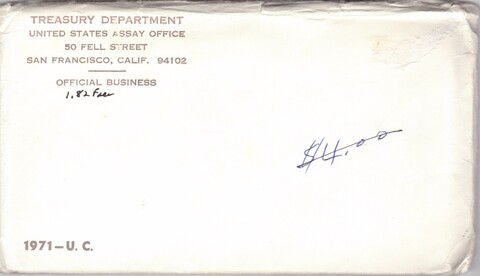 TREASURY DEPARTMENT
UNITED STATES ASSAY OFFICE
50 FELL STREET
SAN FRANCISCO, CALIF. 94102
OFFICIAL BUSINESS
1.82 Face
$4.00
1971—U.C.